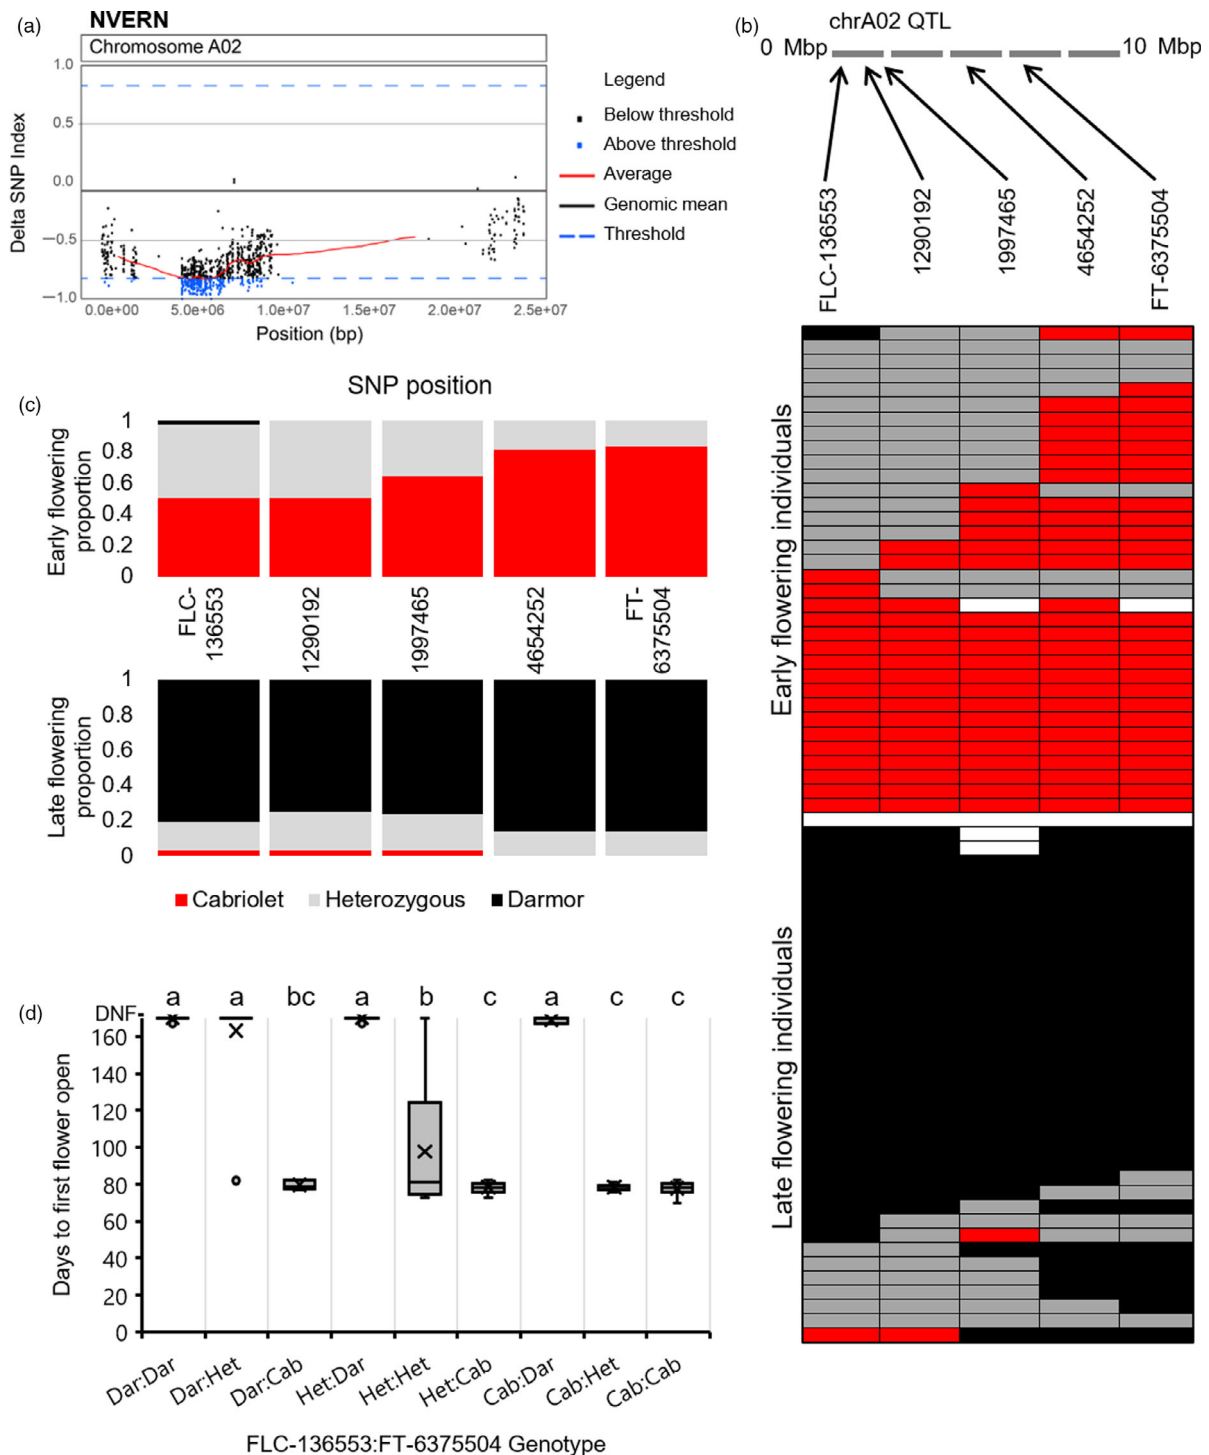 (a)
NVERN
Chromosome A02
1.0
0.5
0.0
−0.5
−1.0
Delta SNP Index
0.0e+00
5.0e+06
1.0e+07
1.5e+07
2.0e+07
2.5e+07
Position (bp)
Legend
Below threshold
Above threshold
Average
Genomic mean
Threshold
(b)
chrA02 QTL
0 Mbp
10 Mbp
FLC-136553
1290192
1997465
4654252
FT-6375504
Early flowering individuals
Late flowering individuals
(c)
SNP position
Early flowering
proportion
1
0.8
0.6
0.4
0.2
0
FLC-
136553
1290192
1997465
4654252
FT-
6375504
Late flowering
proportion
1
0.8
0.6
0.4
0.2
0
Cabriolet
Heterozygous
Darmor
(d)
Days to first flower open
DNF
160
140
120
100
80
60
40
20
0
a
a
bc
a
b
c
a
c
c
Dar:Dar
Dar:Het
Dar:Cab
Het:Dar
Het:Het
Het:Cab
Cab:Dar
Cab:Het
Cab:Cab
FLC-136553:FT-6375504 Genotype